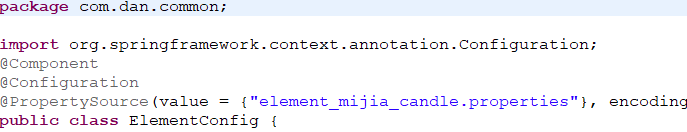 package com.dan.common;
import org.springframework.context.annotation.Configuration;
@Component
@Configuration
@PropertySource(value = {"element_mijia_candle.properties"}, encoding
public class ElementConfig {